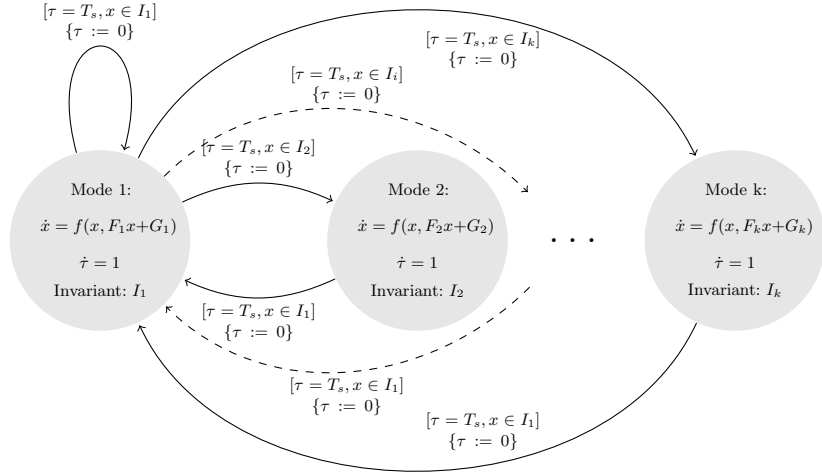 [τ = T_s, x ∈ I_1]
{τ := 0}
[τ = T_s, x ∈ I_k]
{τ := 0}
[τ = T_s, x ∈ I_i]
{τ := 0}
[τ = T_s, x ∈ I_2]
{τ := 0}
Mode 1:
ẋ = f(x, F_1x+G_1)
τ̇ = 1
Invariant: I_1
Mode 2:
ẋ = f(x, F_2x+G_2)
τ̇ = 1
Invariant: I_2
· · ·
Mode k:
ẋ = f(x, F_kx+G_k)
τ̇ = 1
Invariant: I_k
[τ = T_s, x ∈ I_1]
{τ := 0}
[τ = T_s, x ∈ I_1]
{τ := 0}
[τ = T_s, x ∈ I_1]
{τ := 0}